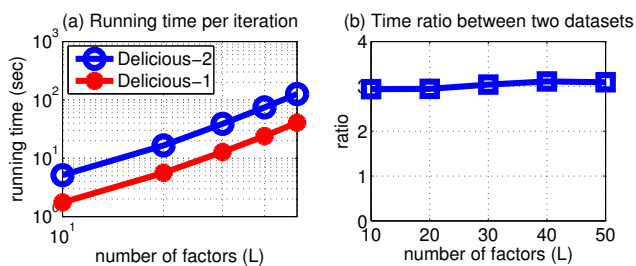 (a) Running time per iteration
running time (sec)
10^3
10^2
10^1
10^0
Delicious-2
Delicious-1
10^1
number of factors (L)
(b) Time ratio between two datasets
ratio
4
3
2
1
0
10 20 30 40 50
number of factors (L)